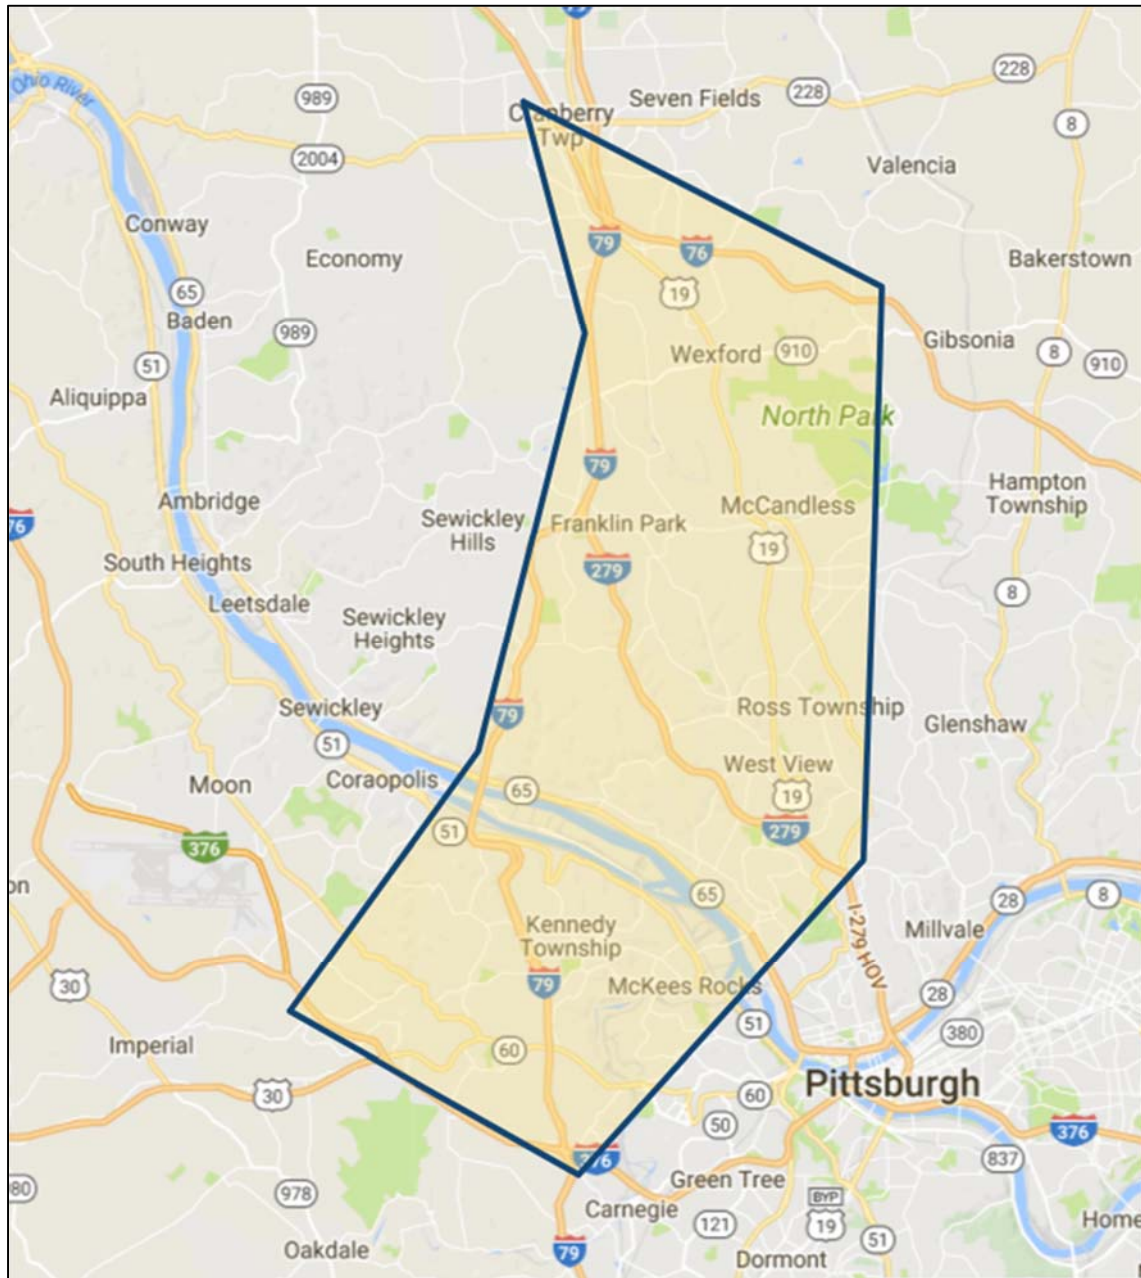 Ohio River
989
Cranberry
Twp
Seven Fields
228
228
8
2004
Valencia
Conway
79
76
Economy
Bakerstown
65
19
Baden
989
Gibsonia
51
Wexford
910
8
910
Aliquippa
North Park
79
Hampton
Township
Ambridge
McCandless
Sewickley
Hills
Franklin Park
76
19
South Heights
279
8
Leetsdale
Sewickley
Heights
Sewickley
79
Ross Township
Glenshaw
51
West View
Moon
Coraopolis
65
19
51
279
376
on
65
28
8
Kennedy
Township
I-279 HOV
Millvale
30
79
McKees Rocks
28
51
380
Imperial
60
Pittsburgh
30
60
50
376
376
837
80
978
Green Tree
BYP
19
Carnegie
121
Home
51
Oakdale
79
Dormont